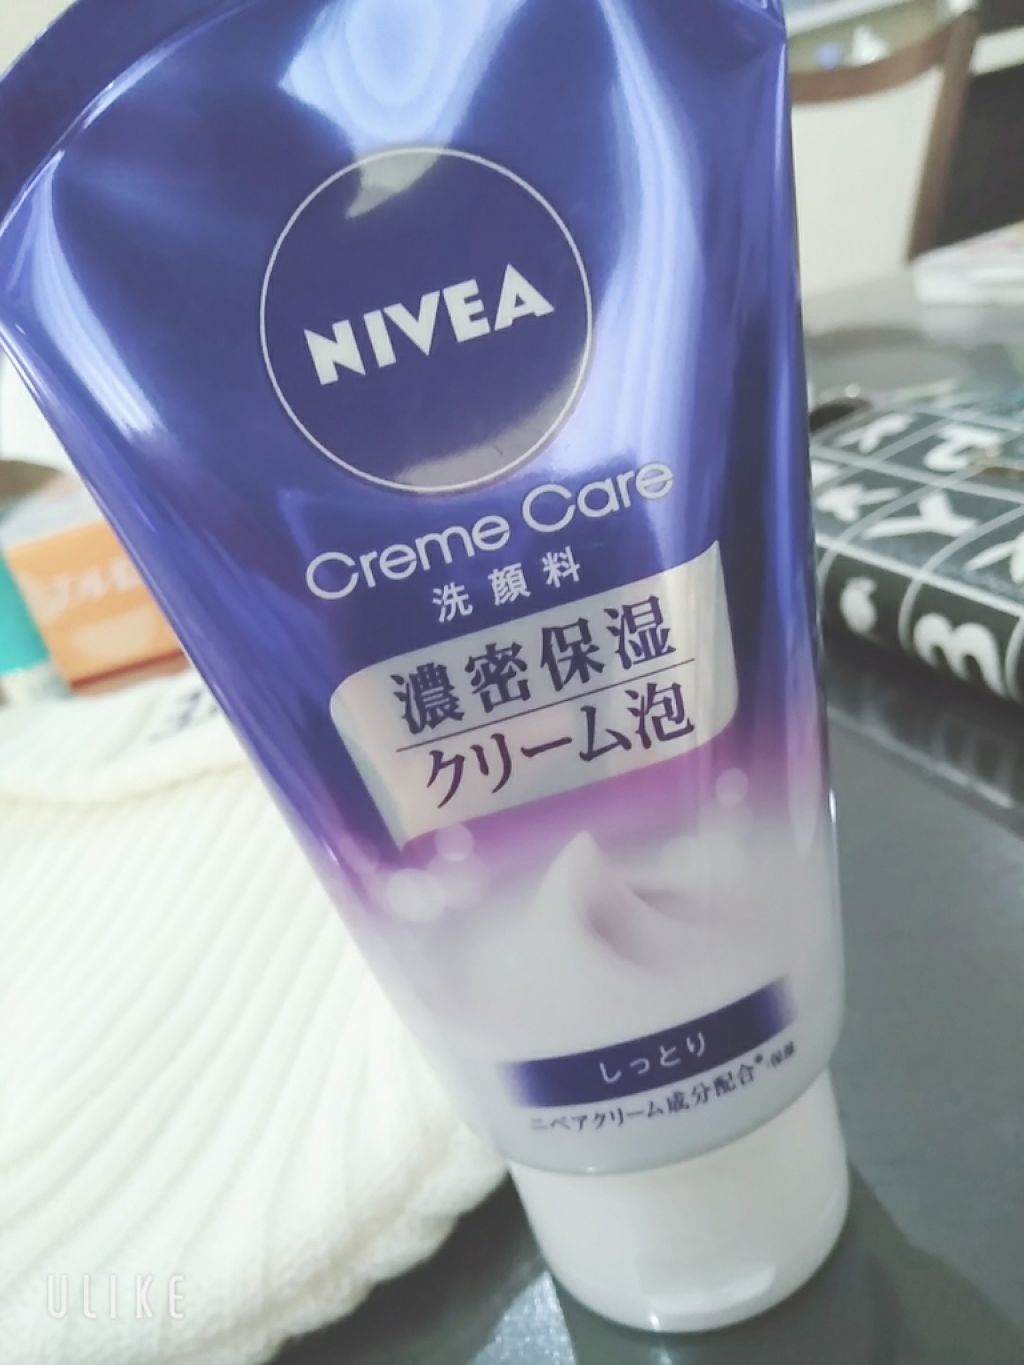 NIVEA
Creme Care
洗顔料
濃密保湿
クリーム泡
しっとり
ニベアクリーム成分配合*・保湿
ULIKE